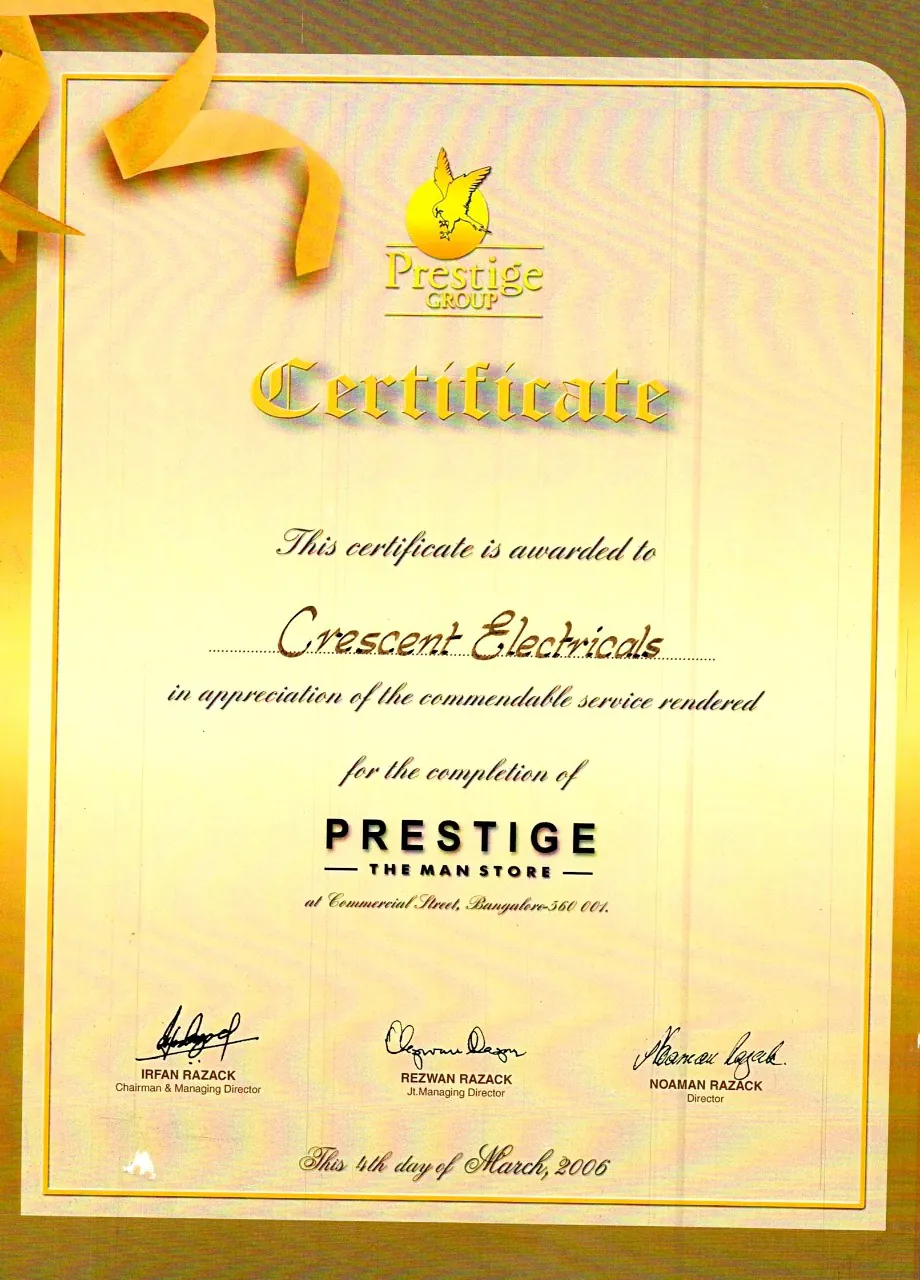 Prestige
GROUP
Certificate
This certificate is awarded to
Crescent Electricals
in appreciation of the commendable service rendered
for the completion of
PRESTIGE
THE MAN STORE
at Commercial Street, Bangalore-560 001.
IRFAN RAZACK
Chairman & Managing Director
Rezwan Razack
REZWAN RAZACK
Jt.Managing Director
Noaman Razack.
NOAMAN RAZACK
Director
This 4th day of March, 2006